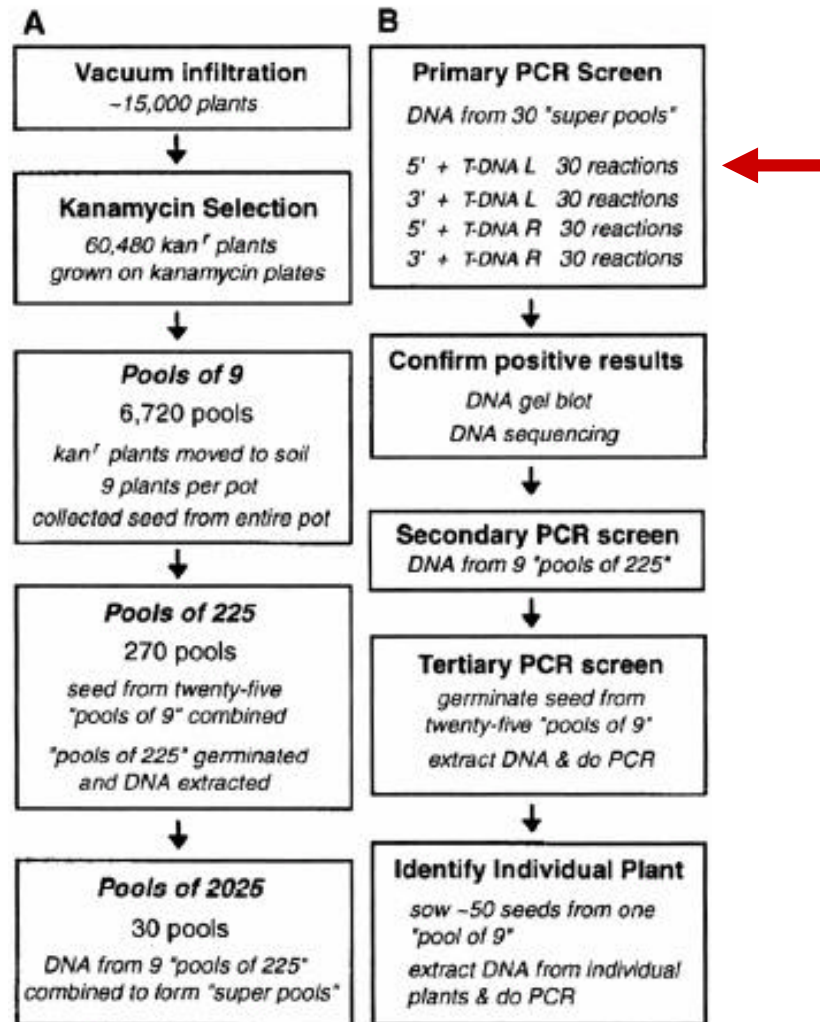 A
Vacuum infiltration
~15,000 plants
Kanamycin Selection
60,480 kanʳ plants
grown on kanamycin plates
Pools of 9
6,720 pools
kanʳ plants moved to soil
9 plants per pot
collected seed from entire pot
Pools of 225
270 pools
seed from twenty-five
"pools of 9" combined
"pools of 225" germinated
and DNA extracted
Pools of 2025
30 pools
DNA from 9 "pools of 225"
combined to form "super pools"
B
Primary PCR Screen
DNA from 30 "super pools"
5' + T-DNA L 30 reactions
3' + T-DNA L 30 reactions
5' + T-DNA R 30 reactions
3' + T-DNA R 30 reactions
Confirm positive results
DNA gel blot
DNA sequencing
Secondary PCR screen
DNA from 9 "pools of 225"
Tertiary PCR screen
germinate seed from
twenty-five "pools of 9"
extract DNA & do PCR
Identify Individual Plant
sow ~50 seeds from one
"pool of 9"
extract DNA from individual
plants & do PCR